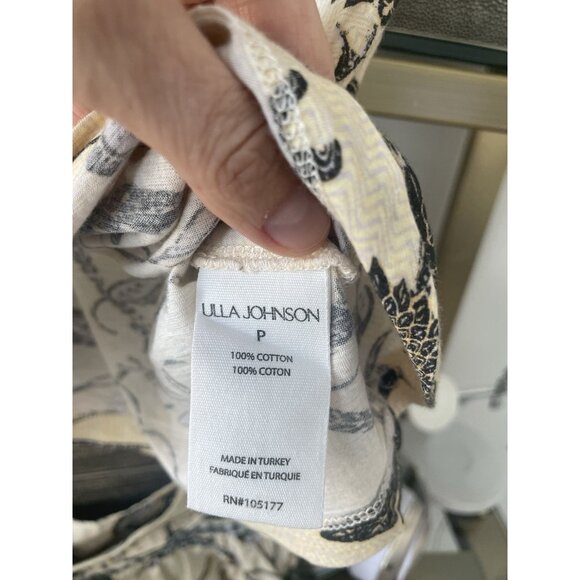 ULLA JOHNSON
P
100% COTTON
100% COTON
MADE IN TURKEY
FABRIQUÉ EN TURQUIE
RN#105177